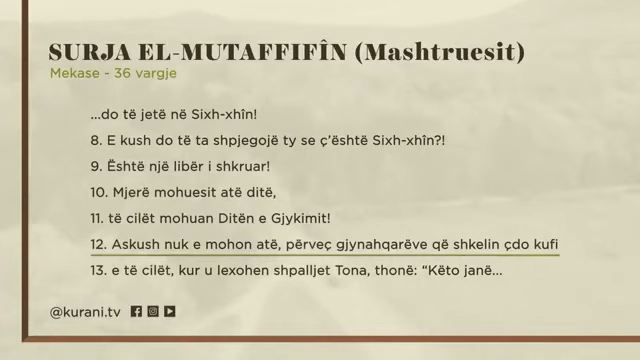 SURJA EL-MUTAFFIFÎN (Mashtruesit)
Mekase - 36 vargje
...do të jetë në Sixh-xhîn!
8. E kush do të ta shpjegojë ty se ç’është Sixh-xhîn?!
9. Është një libër i shkruar!
10. Mjerë mohuesit atë ditë,
11. të cilët mohuan Ditën e Gjykimit!
12. Askush nuk e mohon atë, përveç gjynahqarëve që shkelin çdo kufi
13. e të cilët, kur u lexohen shpalljet Tona, thonë: “Këto janë...
@kurani.tv